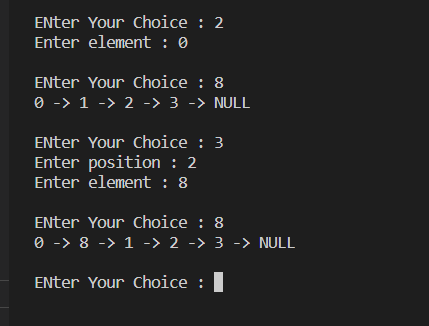 ENter Your Choice : 2
Enter element : 0
ENter Your Choice : 8
0 -> 1 -> 2 -> 3 -> NULL
ENter Your Choice : 3
Enter position : 2
Enter element : 8
ENter Your Choice : 8
0 -> 8 -> 1 -> 2 -> 3 -> NULL
ENter Your Choice :